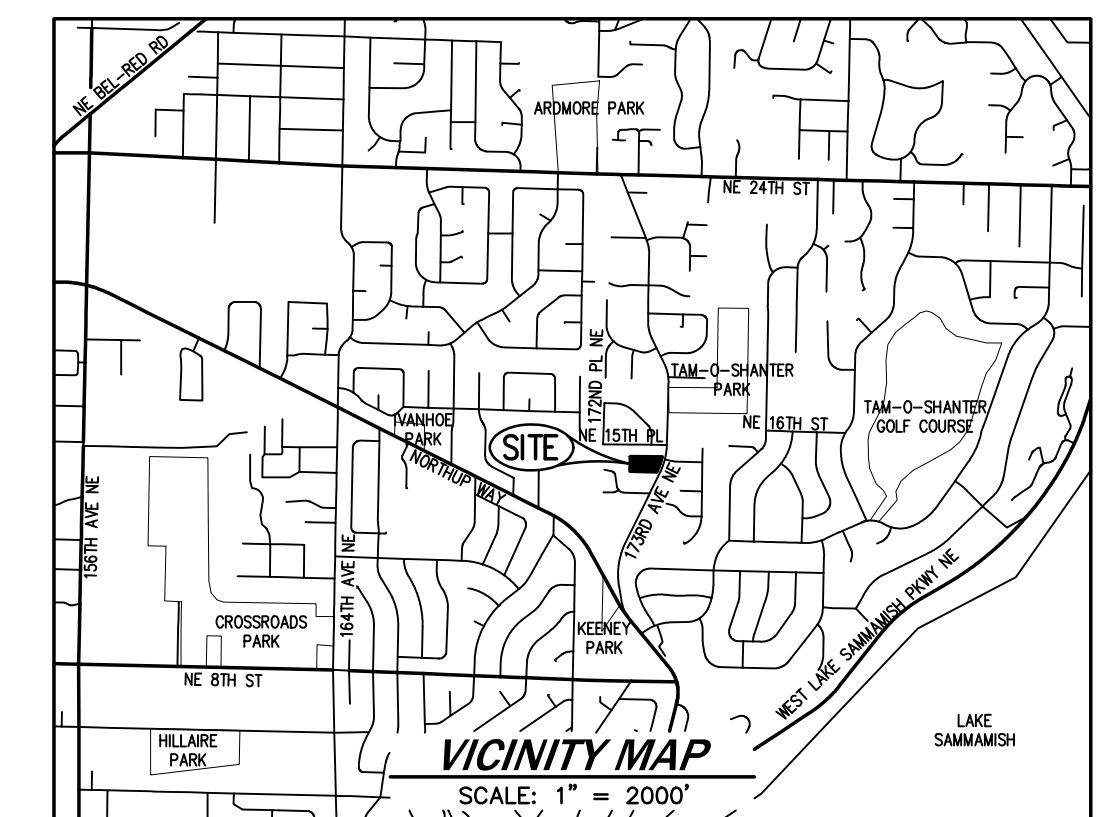 NE BEL-RED RD
ARDMORE PARK
NE 24TH ST
172ND PL NE
TAM-O-SHANTER
PARK
TAM-O-SHANTER
GOLF COURSE
NE 16TH ST
IVANHOE
PARK
SITE
NE 15TH PL
NORTHUP WAY
173RD AVE NE
156TH AVE NE
164TH AVE NE
CROSSROADS
PARK
KEENEY
PARK
WEST LAKE SAMMAMISH PKWY NE
NE 8TH ST
LAKE
SAMMAMISH
HILLAIRE
PARK
VICINITY MAP
SCALE: 1" = 2000'